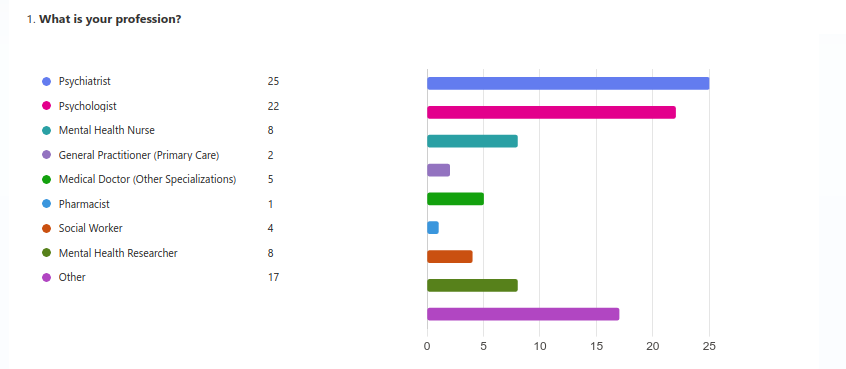 1. What is your profession?
Psychiatrist 25
Psychologist 22
Mental Health Nurse 8
General Practitioner (Primary Care) 2
Medical Doctor (Other Specializations) 5
Pharmacist 1
Social Worker 4
Mental Health Researcher 8
Other 17
0 5 10 15 20 25